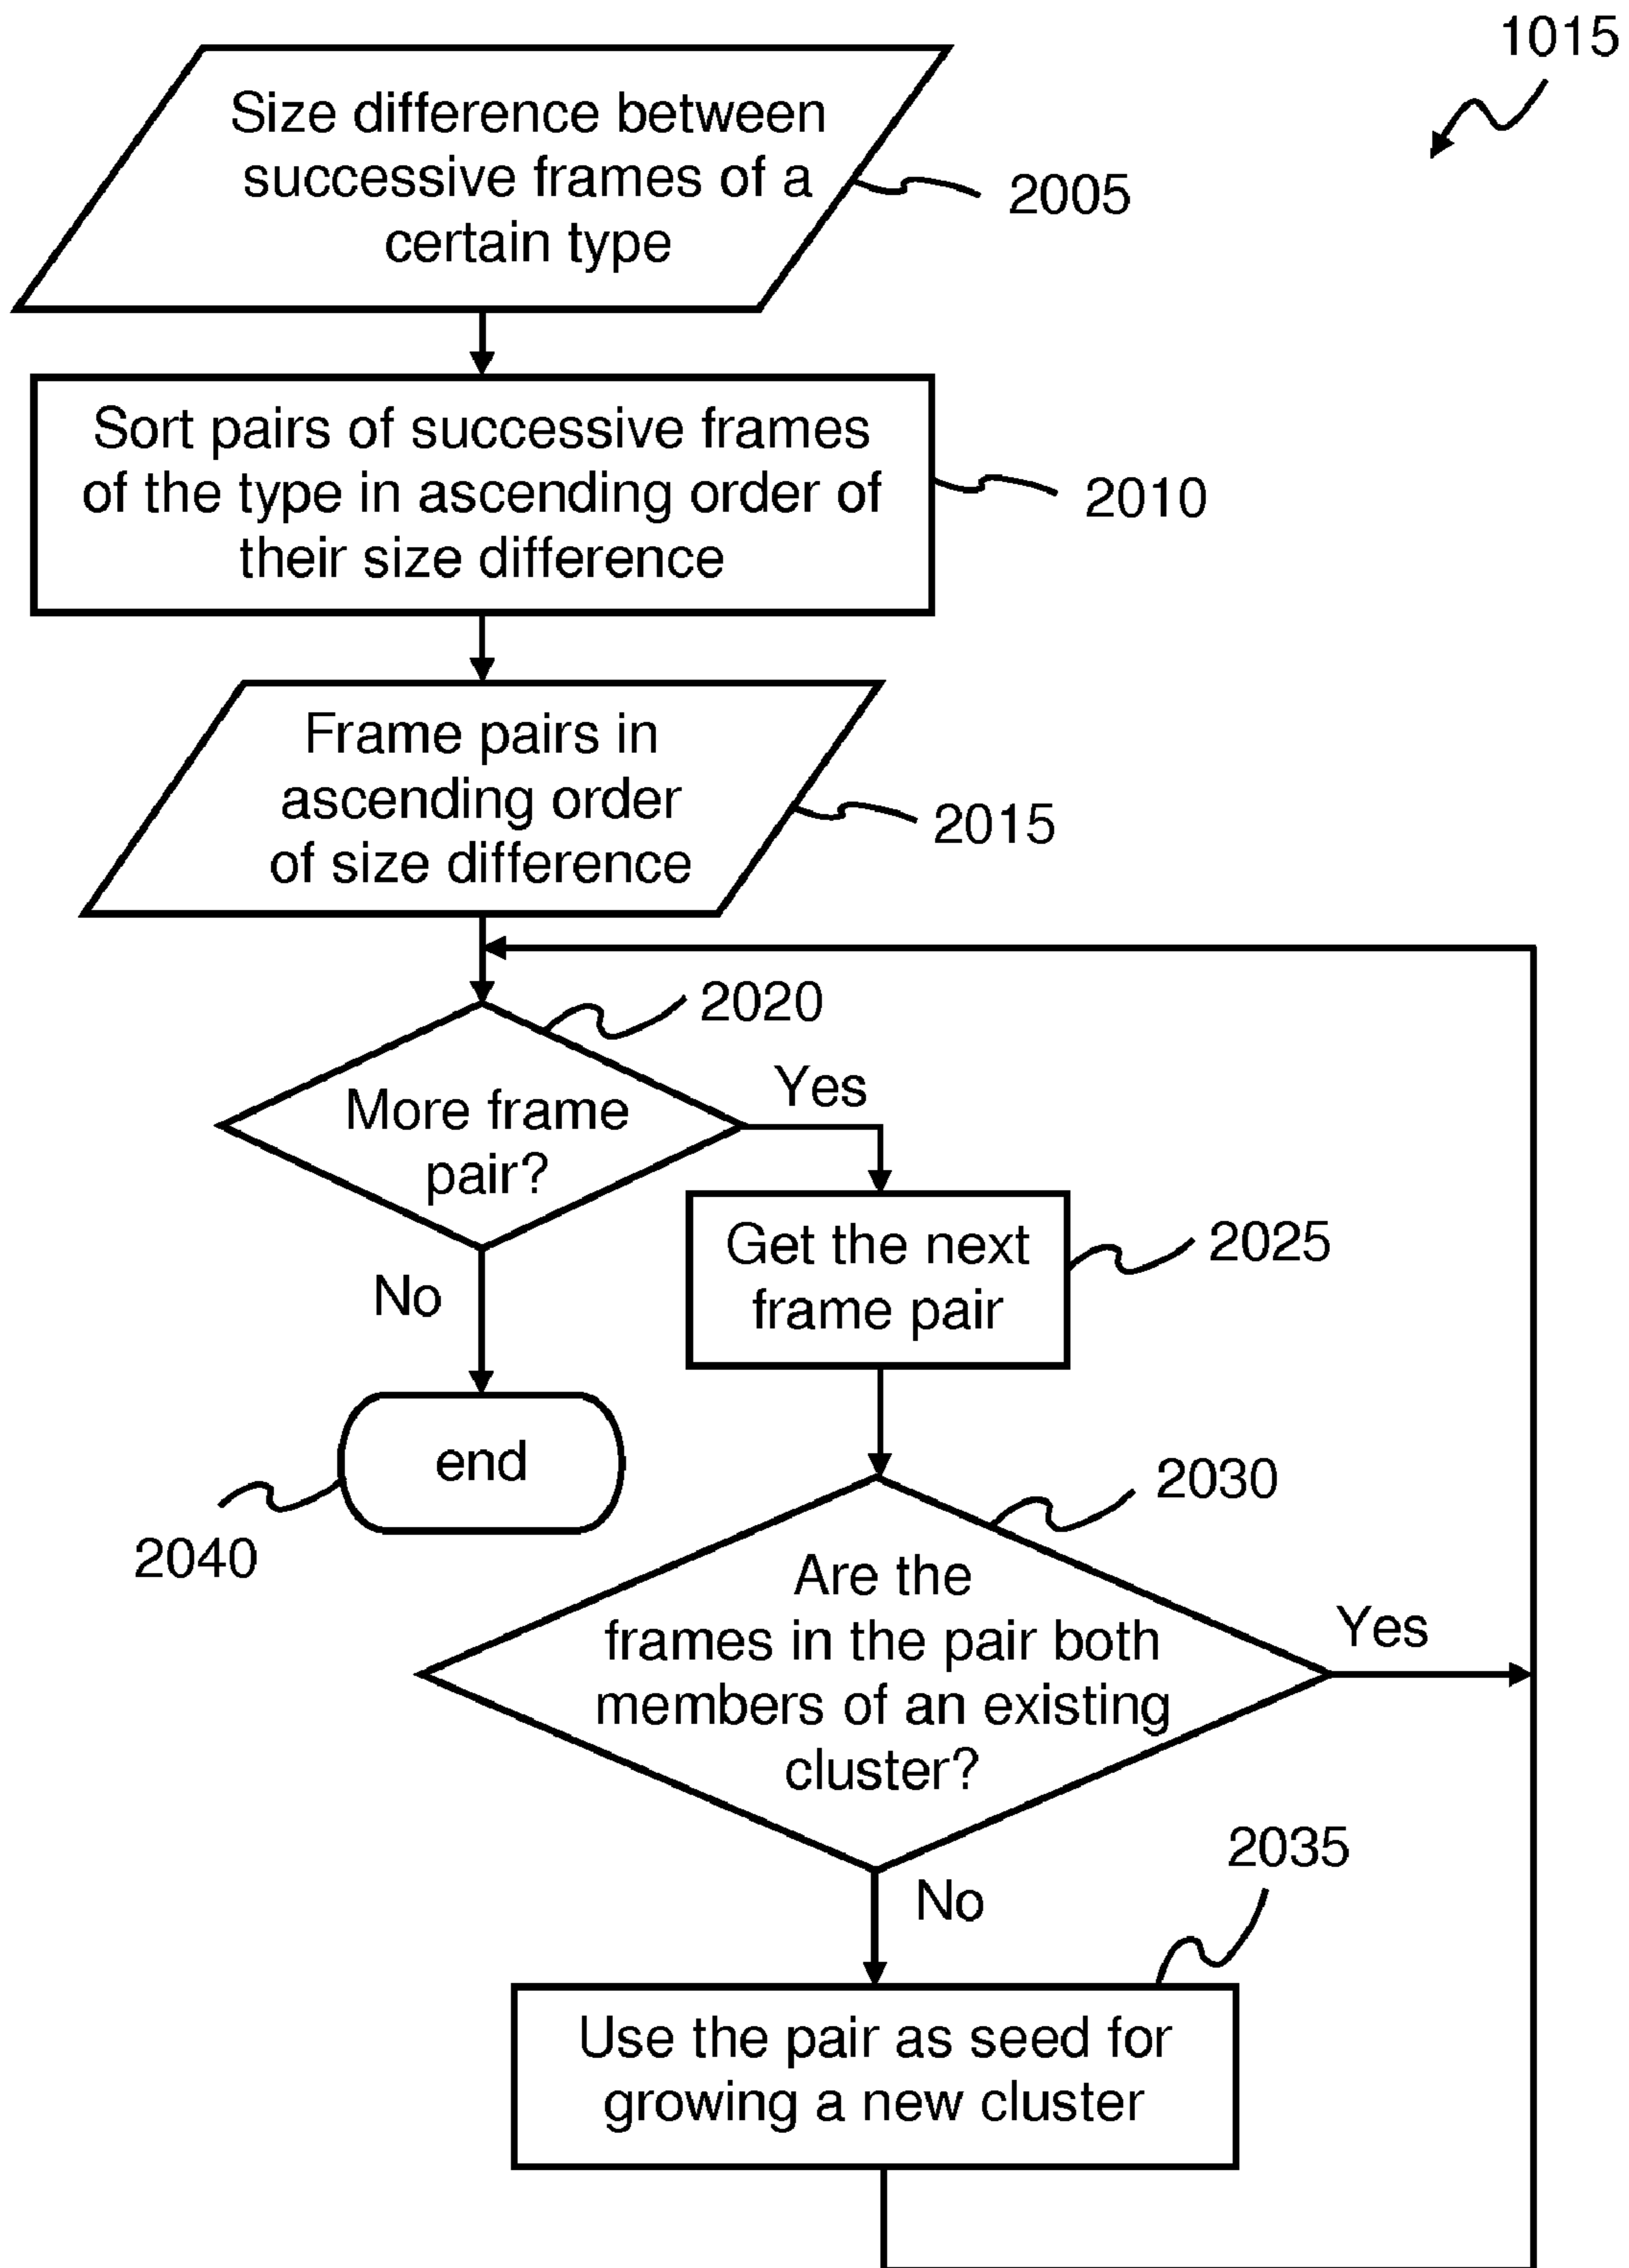 1015
Size difference between
successive frames of a
certain type
2005
Sort pairs of successive frames
of the type in ascending order of
their size difference
2010
Frame pairs in
ascending order
of size difference
2015
2020
More frame
pair?
Yes
No
Get the next
frame pair
2025
end
2040
2030
Are the
frames in the pair both
members of an existing
cluster?
Yes
No
2035
Use the pair as seed for
growing a new cluster